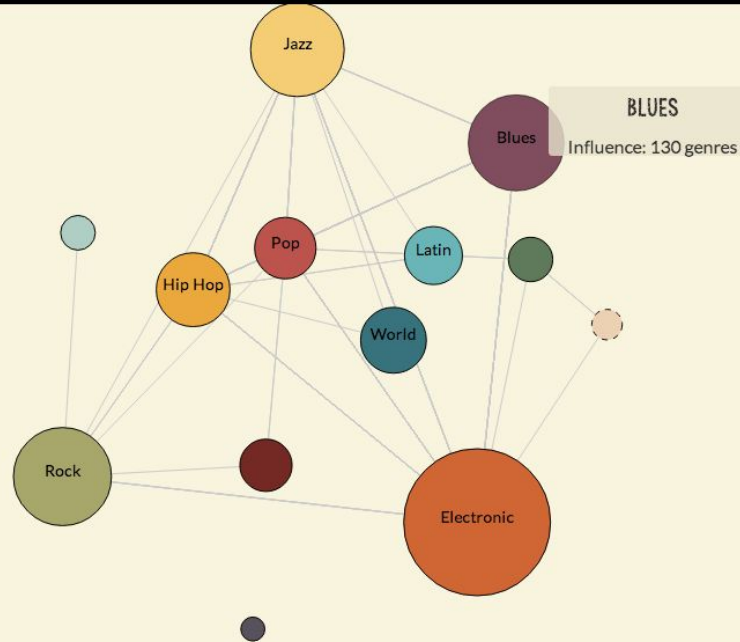 Jazz
BLUES
Blues
Influence: 130 genres
Pop
Latin
Hip Hop
World
Rock
Electronic